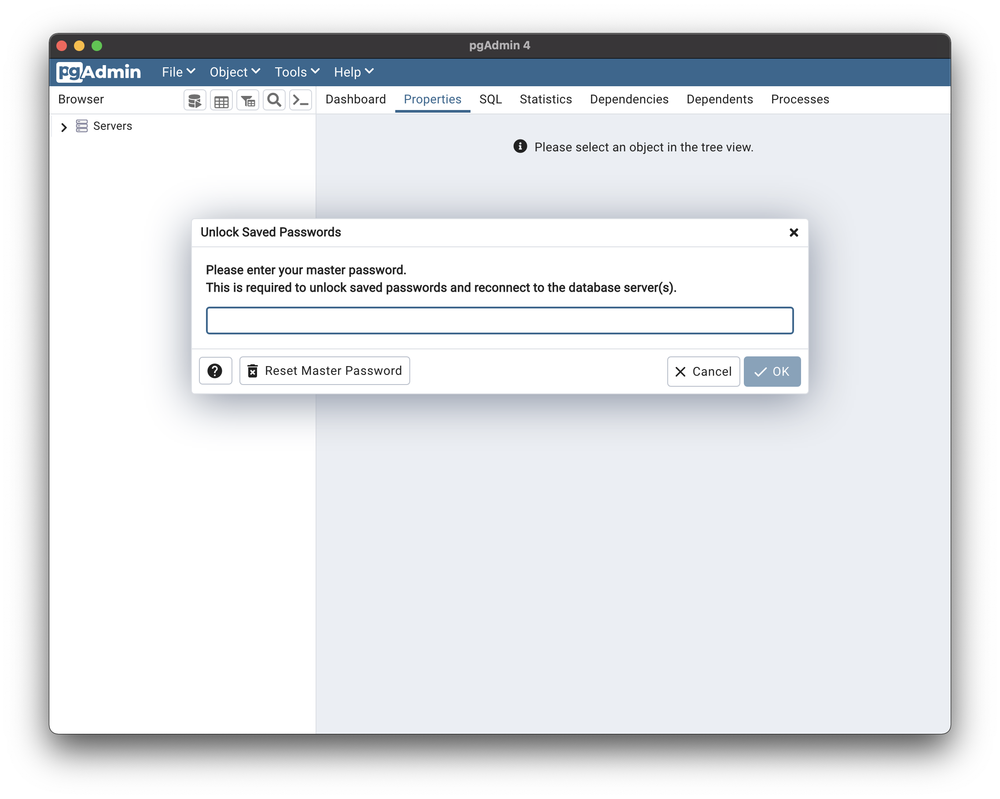 pgAdmin 4
pgAdmin File Object Tools Help
Browser Dashboard Properties SQL Statistics Dependencies Dependents Processes
Servers
Please select an object in the tree view.
Unlock Saved Passwords
Please enter your master password.
This is required to unlock saved passwords and reconnect to the database server(s).
Reset Master Password Cancel OK